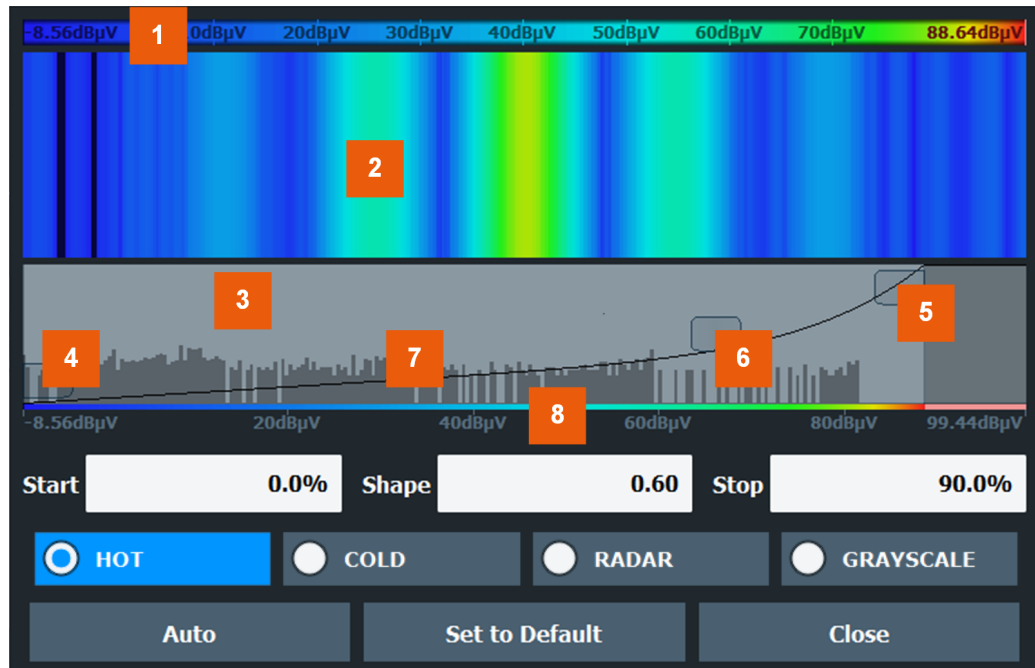 -8.56dBµV 1 0dBµV 20dBµV 30dBµV 40dBµV 50dBµV 60dBµV 70dBµV 88.64dBµV
2
3
5
4 7 6
8
-8.56dBµV 20dBµV 40dBµV 60dBµV 80dBµV 99.44dBµV
Start 0.0% Shape 0.60 Stop 90.0%
HOT COLD RADAR GRAYSCALE
Auto Set to Default Close